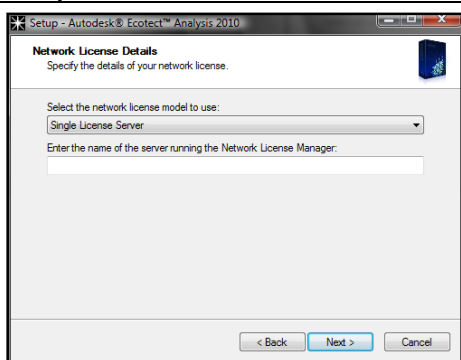 Setup - Autodesk® Ecotect™ Analysis 2010
Network License Details
Specify the details of your network license.
Select the network license model to use:
Single License Server
Enter the name of the server running the Network License Manager:
< Back Next > Cancel